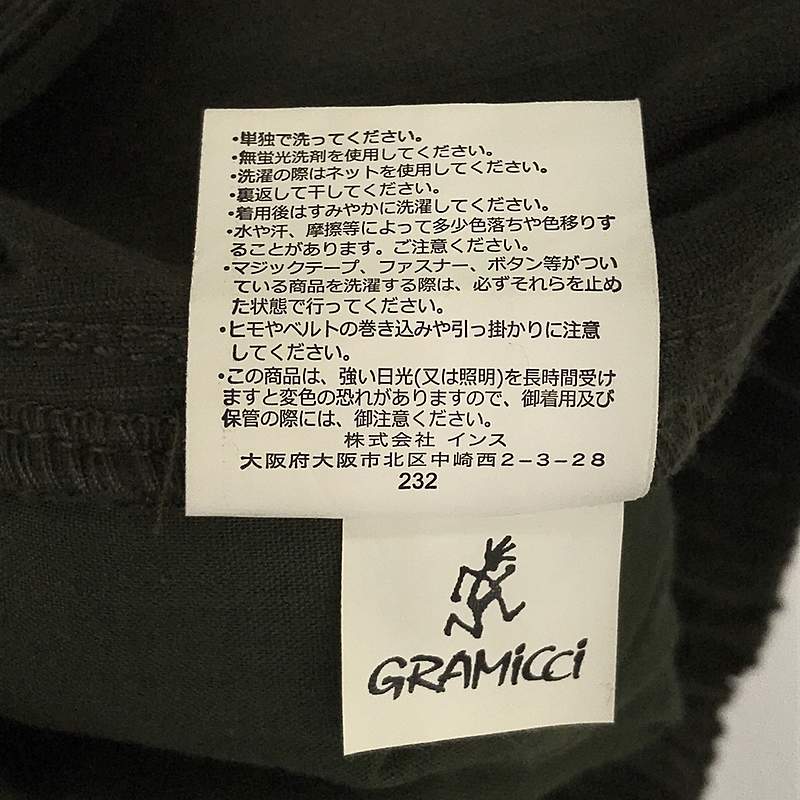 ・単独で洗ってください。
・無蛍光洗剤を使用してください。
・洗濯の際はネットを使用してください。
・裏返して干してください。
・着用後はすみやかに洗濯してください。
・水や汗、摩擦等によって多少色落ちや色移りす
ることがあります。ご注意ください。
・マジックテープ、ファスナー、ボタン等がつい
ている商品を洗濯する際は、必ずそれらを止め
た状態で行ってください。
・ヒモやベルトの巻き込みや引っ掛かりに注意
してください。
・この商品は、強い日光(又は照明)を長時間受け
ますと変色の恐れがありますので、御着用及び
保管の際には、御注意ください。
株式会社 インス
大阪府大阪市北区中崎西2-3-28
232
GRAMiCCi